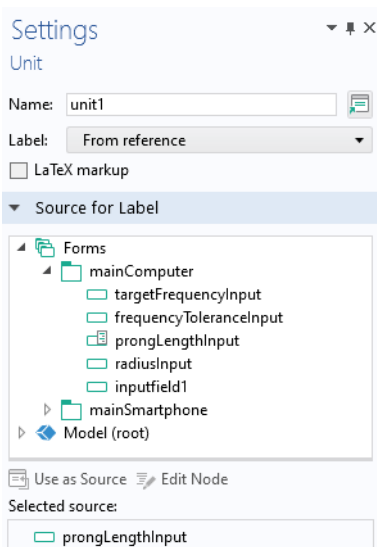 Settings
Unit
Name: unit1
Label: From reference
LaTeX markup
Source for Label
Forms
mainComputer
targetFrequencyInput
frequencyToleranceInput
prongLengthInput
radiusInput
inputfield1
mainSmartphone
Model (root)
Use as Source Edit Node
Selected source:
prongLengthInput